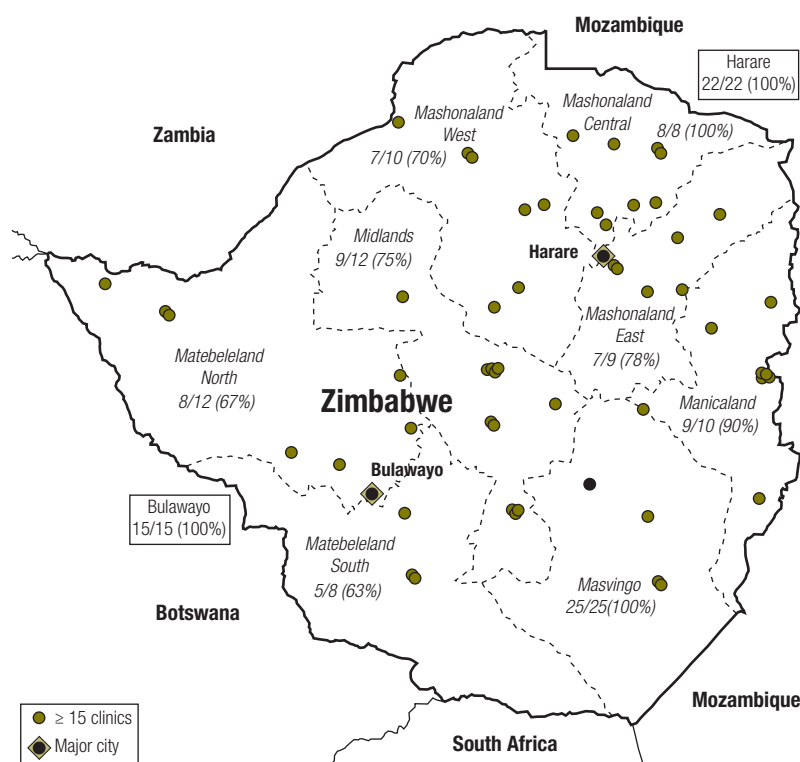 Mozambique
Harare
22/22 (100%)
Mashonaland
West
7/10 (70%)
Mashonaland
Central
8/8 (100%)
Zambia
Midlands
9/12 (75%)
Harare
Mashonaland
East
7/9 (78%)
Matebeleland
North
8/12 (67%)
Zimbabwe
Manicaland
9/10 (90%)
Bulawayo
Bulawayo
15/15 (100%)
Matebeleland
South
5/8 (63%)
Masvingo
25/25(100%)
Botswana
Mozambique
≥ 15 clinics
Major city
South Africa